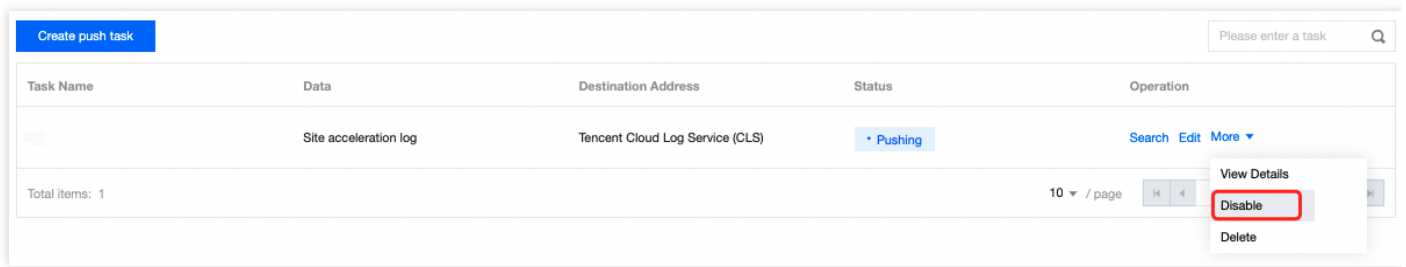 Create push task
Please enter a task
Task Name Data Destination Address Status Operation
Site acceleration log Tencent Cloud Log Service (CLS) Pushing Search Edit More
View Details
Total items: 1 10 / page
Disable
Delete